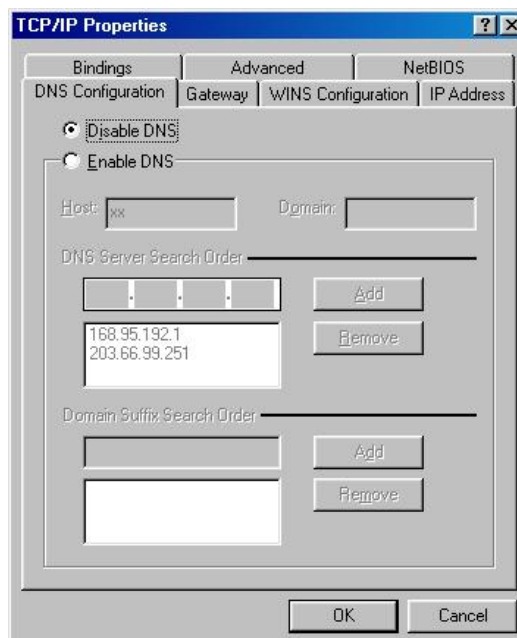 TCP/IP Properties
Bindings Advanced NetBIOS
DNS Configuration Gateway WINS Configuration IP Address
Disable DNS
Enable DNS
Host: xx Domain:
DNS Server Search Order
. . . Add
168.95.192.1 Remove
203.66.99.251
Domain Suffix Search Order
Add
Remove
OK Cancel